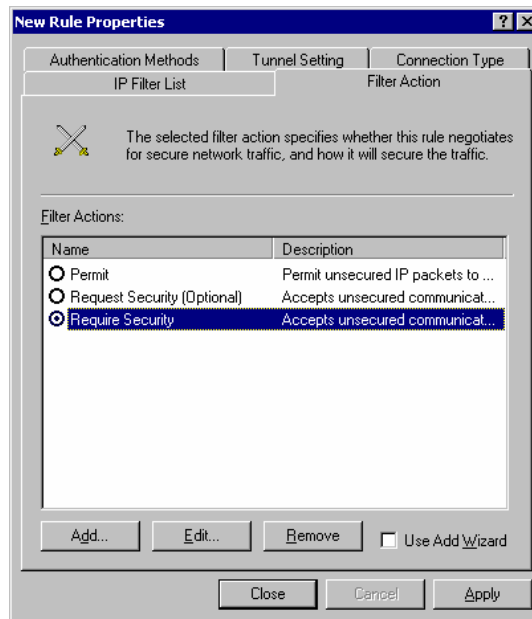 New Rule Properties
Authentication Methods Tunnel Setting Connection Type
IP Filter List Filter Action
The selected filter action specifies whether this rule negotiates
for secure network traffic, and how it will secure the traffic.
Filter Actions:
Name Description
Permit Permit unsecured IP packets to ...
Request Security (Optional) Accepts unsecured communicat...
Require Security Accepts unsecured communicat...
Add... Edit... Remove Use Add Wizard
Close Cancel Apply